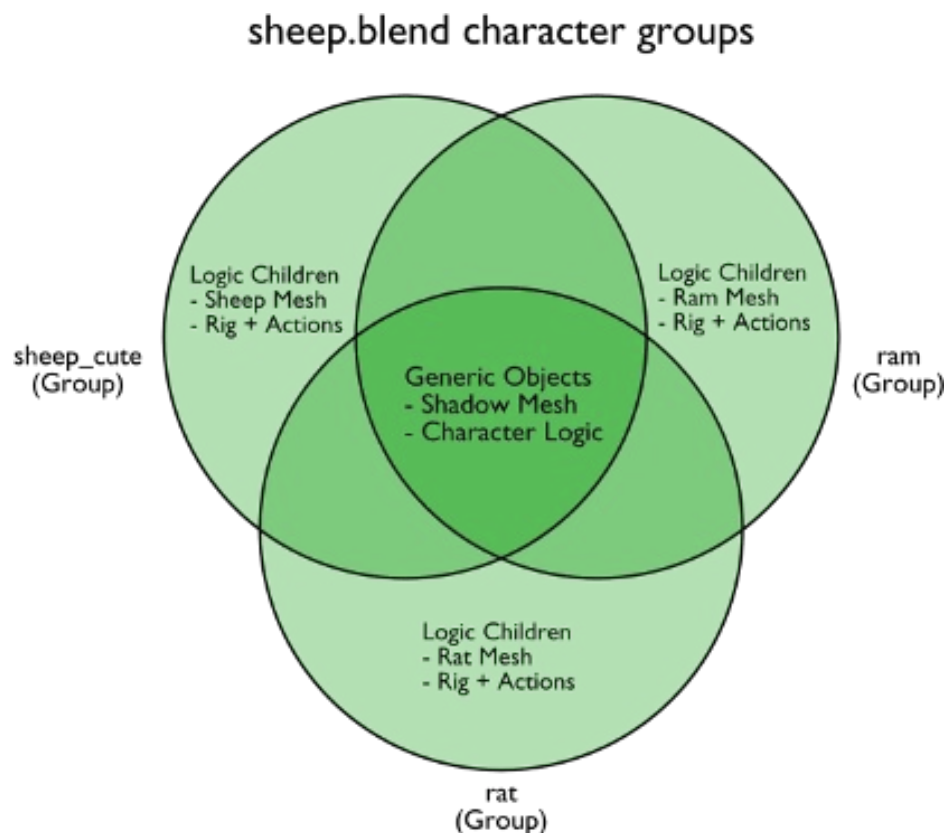 sheep.blend character groups
Logic Children
- Sheep Mesh
- Rig + Actions
Logic Children
- Ram Mesh
- Rig + Actions
sheep_cute
(Group)
ram
(Group)
Generic Objects
- Shadow Mesh
- Character Logic
Logic Children
- Rat Mesh
- Rig + Actions
rat
(Group)